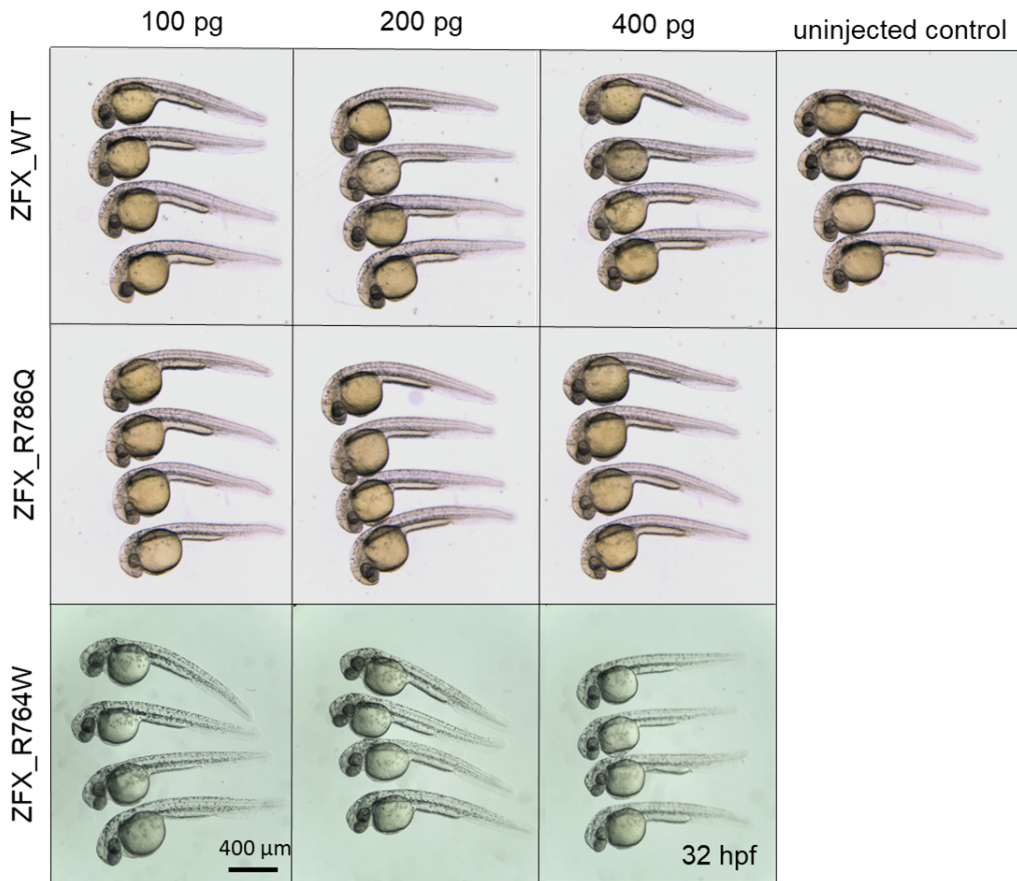 100 pg
200 pg
400 pg
uninjected control
ZFX_WT
ZFX_R786Q
ZFX_R764W
400 µm
32 hpf